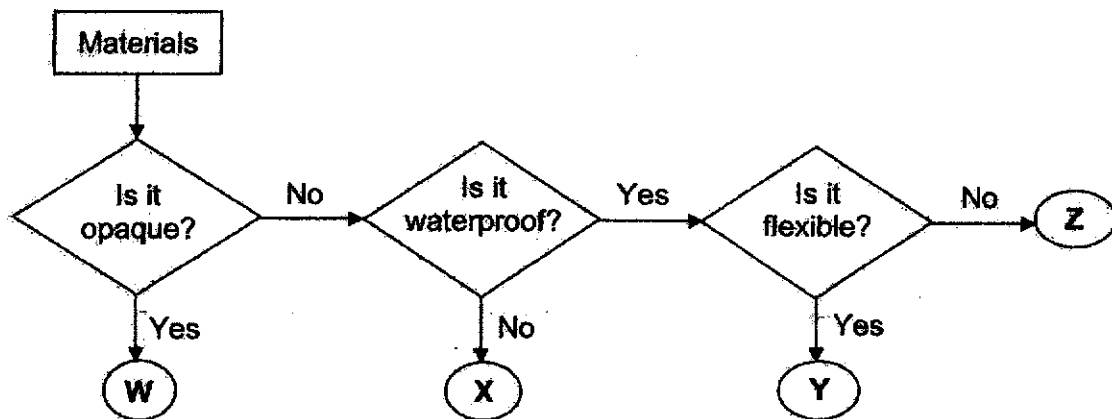 Materials
Is it
opaque?
No
Is it
waterproof?
Yes
Is it
flexible?
No
Z
Yes
W
No
X
Yes
Y